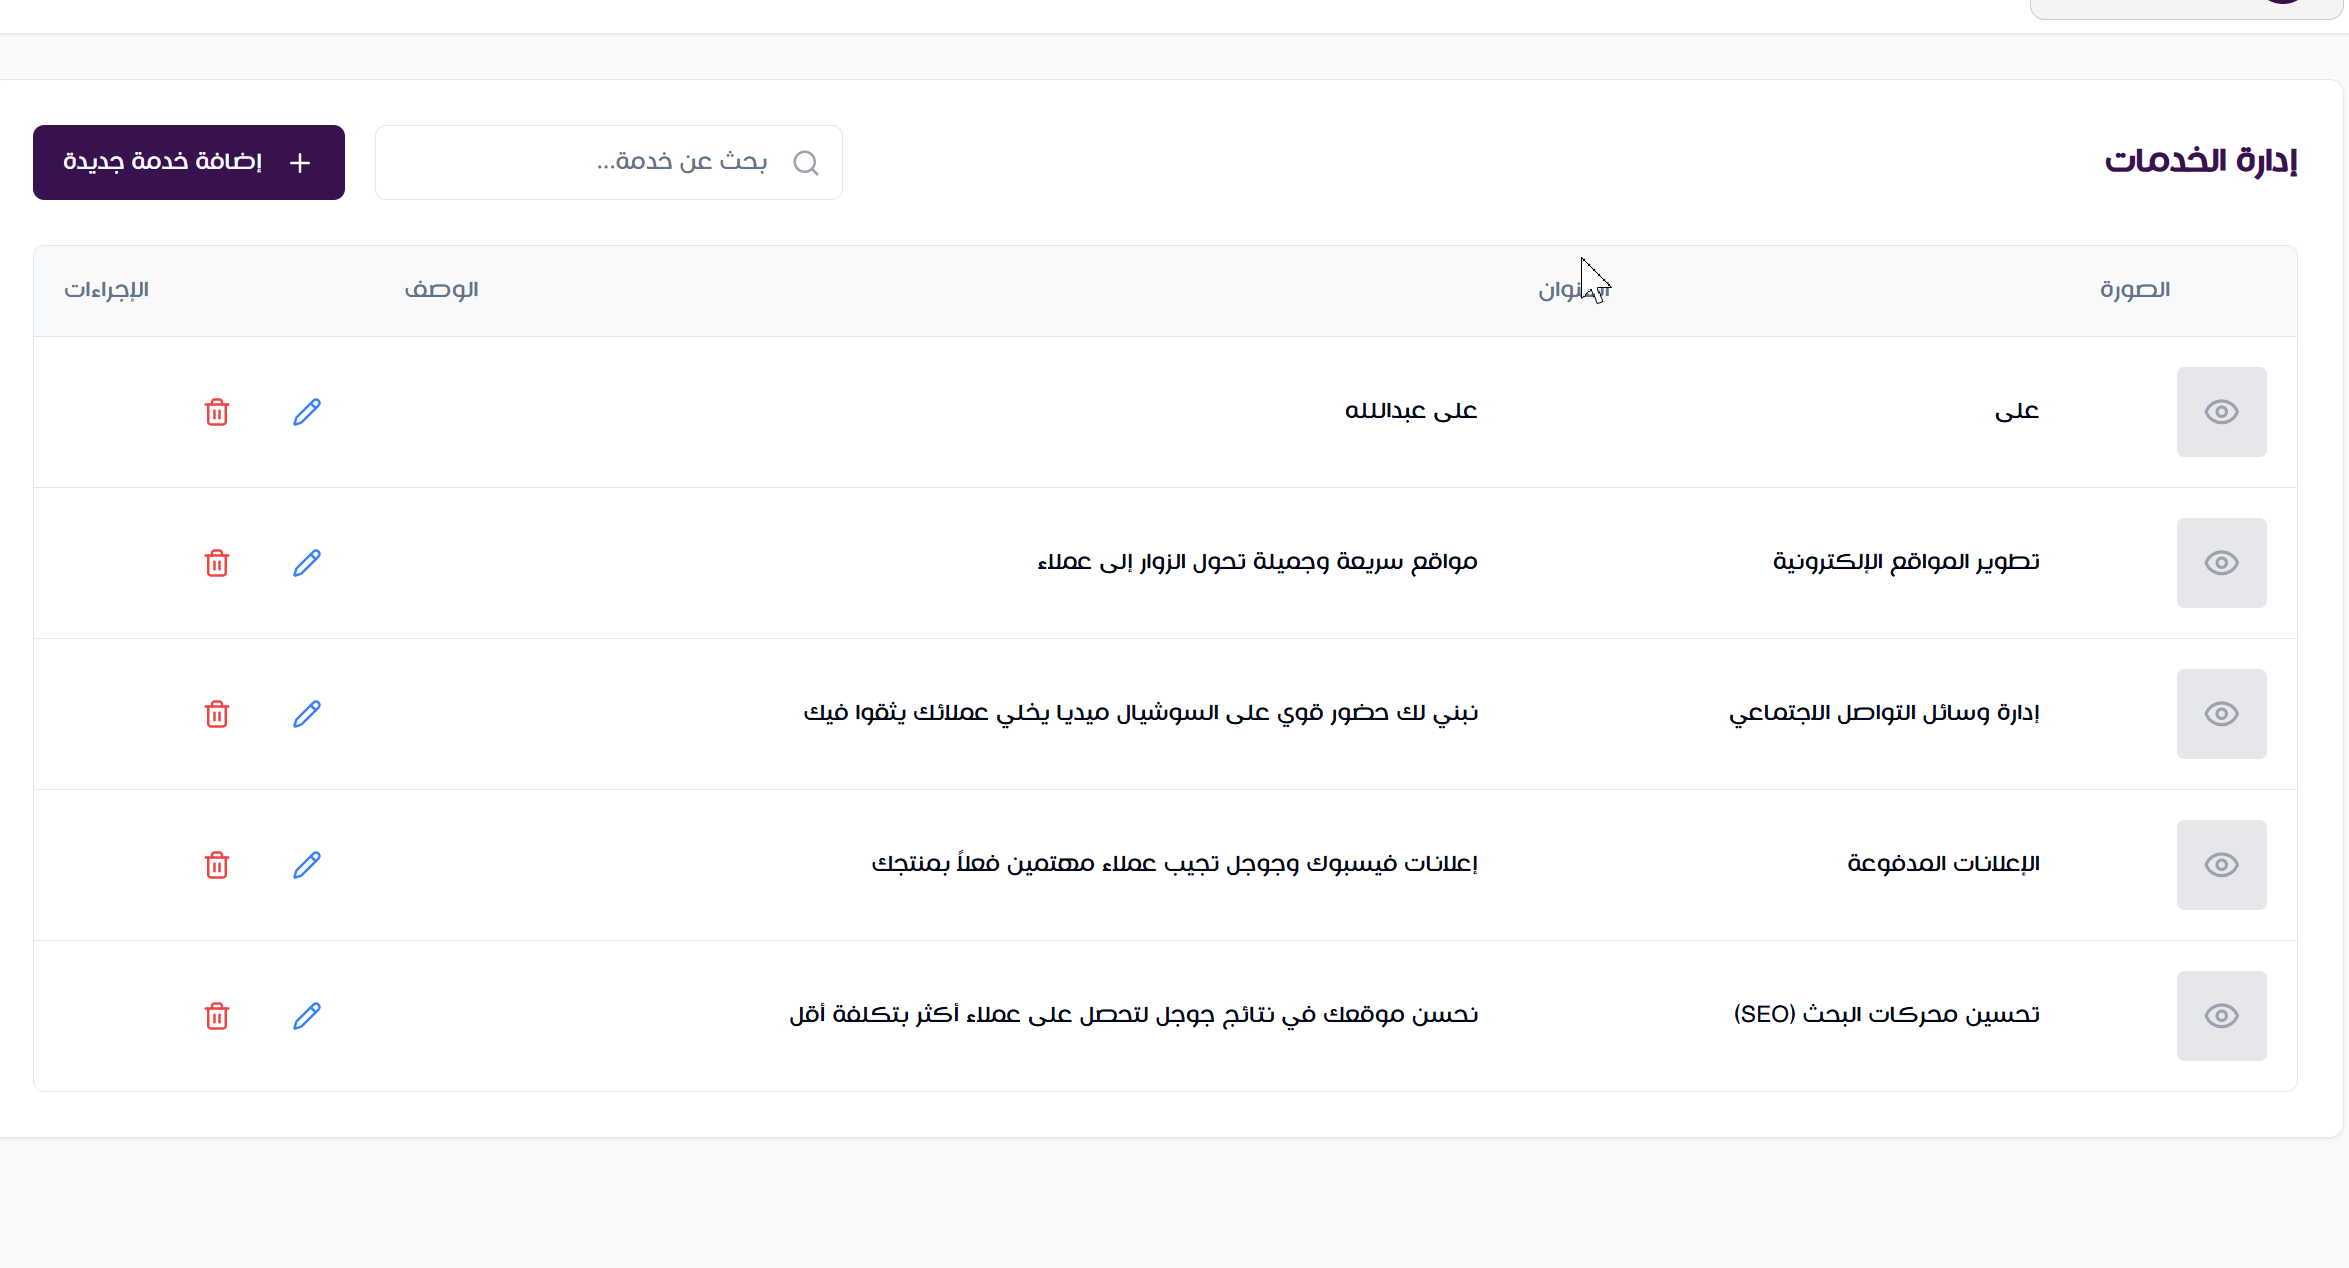 إدارة الخدمات
بحث عن خدمة...
إضافة خدمة جديدة
الصورة
العنوان
الوصف
الإجراءات
على
على عبدالله
تطوير المواقع الإلكترونية
مواقع سريعة وجميلة تحول الزوار إلى عملاء
إدارة وسائل التواصل الاجتماعي
نبني لك حضور قوي على السوشيال ميديا يخلي عملائك يثقوا فيك
الإعلانات المدفوعة
إعلانات فيسبوك وجوجل تجيب عملاء مهتمين فعلاً بمنتجك
تحسين محركات البحث (SEO)
نحسن موقعك في نتائج جوجل لتحصل على عملاء أكثر بتكلفة أقل